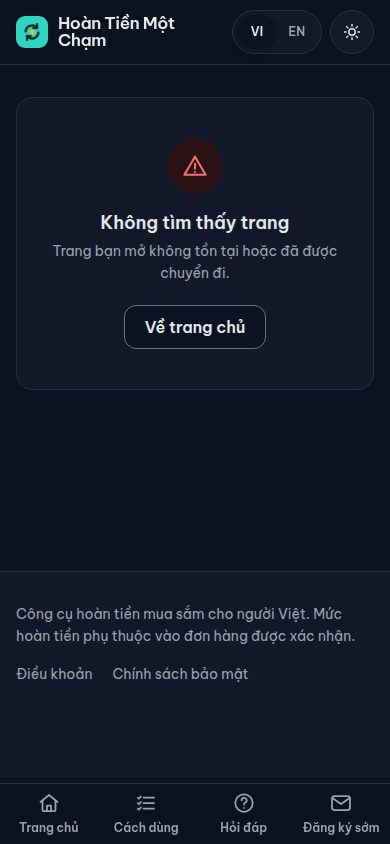 Hoàn Tiền Một
Chạm
VI
EN
Không tìm thấy trang
Trang bạn mở không tồn tại hoặc đã được
chuyển đi.
Về trang chủ
Công cụ hoàn tiền mua sắm cho người Việt. Mức
hoàn tiền phụ thuộc vào đơn hàng được xác nhận.
Điều khoản
Chính sách bảo mật
Trang chủ
Cách dùng
Hỏi đáp
Đăng ký sớm